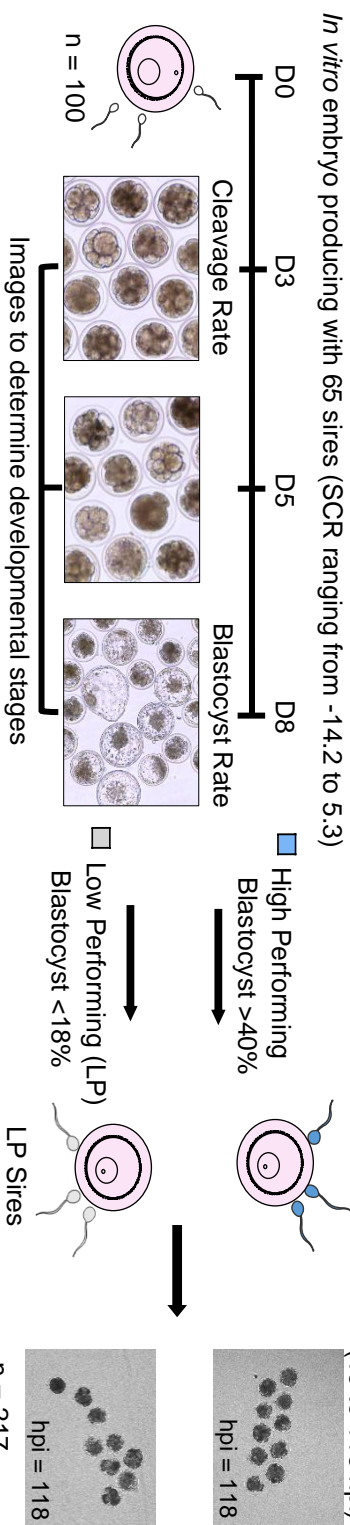 In vitro embryo producing with 65 sires (SCR ranging from -14.2 to 5.3)
D0
D3
D5
D8
n = 100
Cleavage Rate
Blastocyst Rate
Images to determine developmental stages
High Performing
Blastocyst >40%
Low Performing (LP)
Blastocyst <18%
LP Sires
hpi = 118
hpi = 118
n = 217